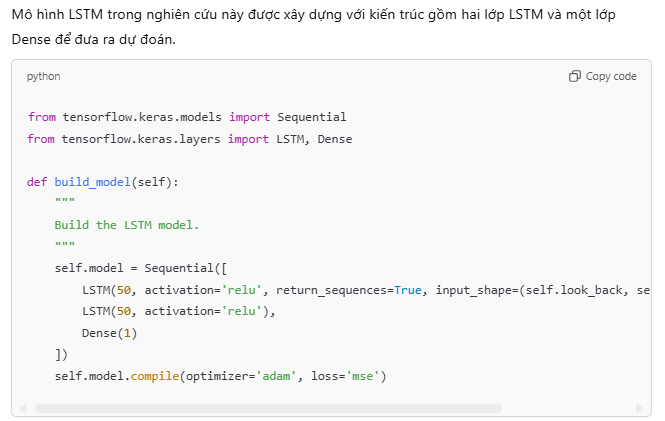 Mô hình LSTM trong nghiên cứu này được xây dựng với kiến trúc gồm hai lớp LSTM và một lớp
Dense để đưa ra dự đoán.
python
Copy code
from tensorflow.keras.models import Sequential
from tensorflow.keras.layers import LSTM, Dense
def build_model(self):
    """
    Build the LSTM model.
    """
    self.model = Sequential([
        LSTM(50, activation='relu', return_sequences=True, input_shape=(self.look_back, se
        LSTM(50, activation='relu'),
        Dense(1)
    ])
    self.model.compile(optimizer='adam', loss='mse')